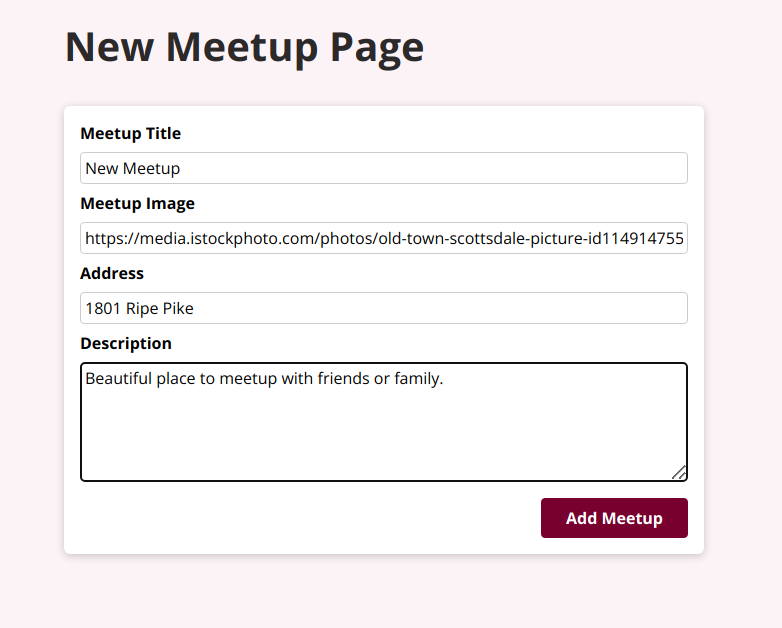 New Meetup Page
Meetup Title
New Meetup
Meetup Image
https://media.istockphoto.com/photos/old-town-scottsdale-picture-id114914755
Address
1801 Ripe Pike
Description
Beautiful place to meetup with friends or family.
Add Meetup